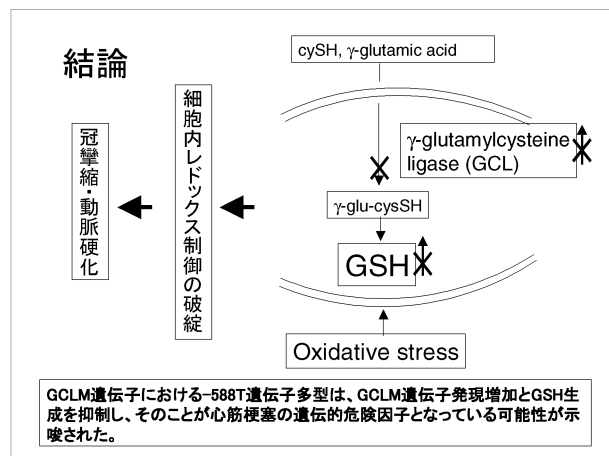 結論
cySH, γ-glutamic acid
γ-glutamylcysteine
ligase (GCL)
γ-glu-cysSH
GSH
Oxidative stress
細胞内レドックス制御の破綻
冠攣縮・動脈硬化
GCLM遺伝子における-588T遺伝子多型は、GCLM遺伝子発現増加とGSH生
成を抑制し、そのことが心筋梗塞の遺伝的危険因子となっている可能性が示
唆された。